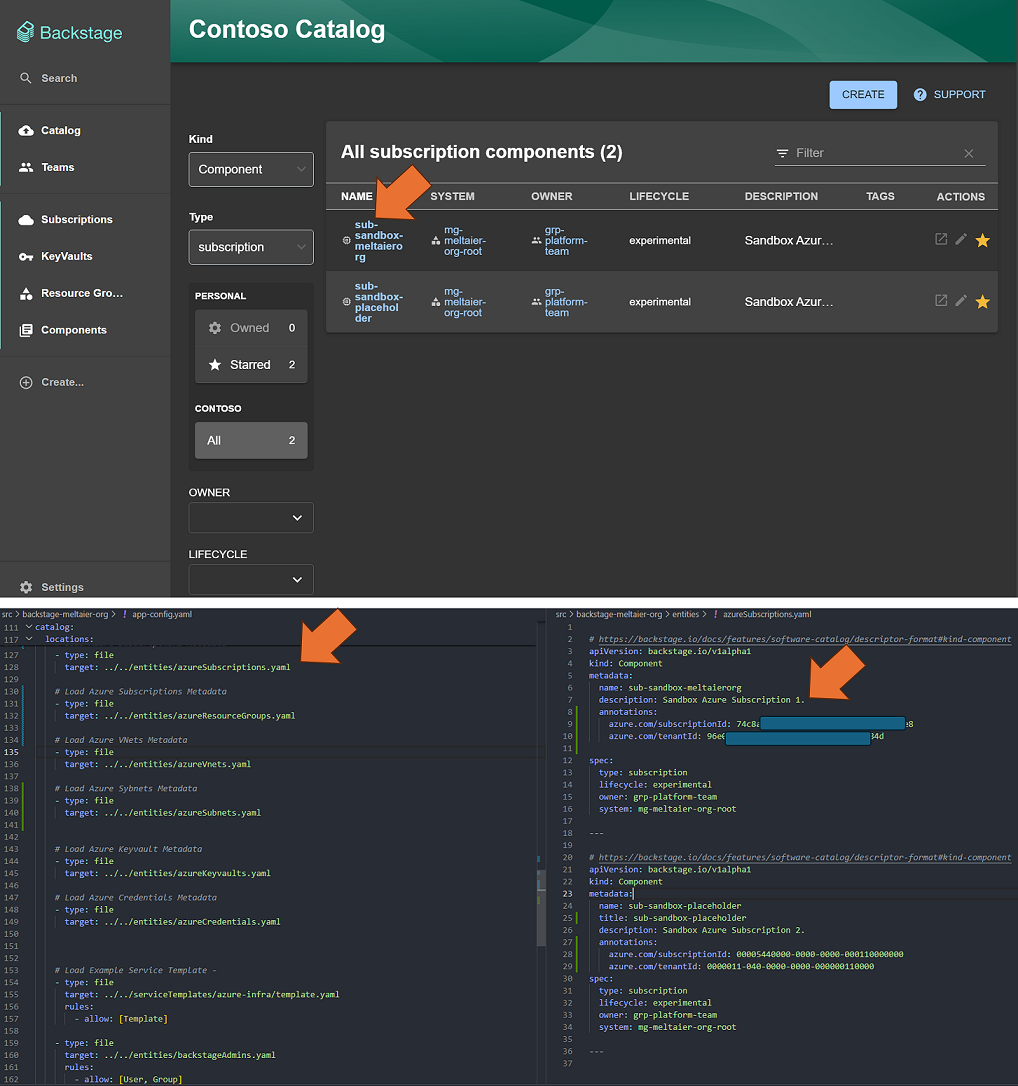 Backstage
Contoso Catalog
Search
CREATE
SUPPORT
Catalog
Teams
Subscriptions
KeyVaults
Resource Gro...
Components
Create...
Settings
Kind
Component
Type
subscription
PERSONAL
Owned 0
Starred 2
CONTOSO
All 2
OWNER
LIFECYCLE
All subscription components (2)
Filter
NAME SYSTEM OWNER LIFECYCLE DESCRIPTION TAGS ACTIONS
sub-
sandbox-
meltaiero
rg
mg-
meltaier-
org-root
grp-
platform-
team
experimental
Sandbox Azur...
sub-
sandbox-
placehol
der
mg-
meltaier-
org-root
grp-
platform-
team
experimental
Sandbox Azur...
src > backstage-meltaier-org > ! app-config.yaml
111 catalog:
117 locations:
127 - type: file
128 target: ../../entities/azureSubscriptions.yaml
129
130 # Load Azure Subscriptions Metadata
131 - type: file
132 target: ../../entities/azureResourceGroups.yaml
133
134 # Load Azure VNets Metadata
135 - type: file
136 target: ../../entities/azureVnets.yaml
137
138 # Load Azure Sybnets Metadata
139 - type: file
140 target: ../../entities/azureSubnets.yaml
141
142
143 # Load Azure Keyvault Metadata
144 - type: file
145 target: ../../entities/azureKeyvaults.yaml
146
147 # Load Azure Credentials Metadata
148 - type: file
149 target: ../../entities/azureCredentials.yaml
150
151
152
153 # Load Example Service Template -
154 - type: file
155 target: ../../serviceTemplates/azure-infra/template.yaml
156 rules:
157 - allow: [Template]
158
159 - type: file
160 target: ../../entities/backstageAdmins.yaml
161 rules:
162 - allow: [User, Group]
src > backstage-meltaier-org > entities > ! azureSubscriptions.yaml
1
2 # https://backstage.io/docs/features/software-catalog/descriptor-format#kind-component
3 apiVersion: backstage.io/v1alpha1
4 kind: Component
5 metadata:
6 name: sub-sandbox-meltaierorg
7 description: Sandbox Azure Subscription 1.
8 annotations:
9 azure.com/subscriptionId: 74c8a e8
10 azure.com/tenantId: 96e 34d
11
12 spec:
13 type: subscription
14 lifecycle: experimental
15 owner: grp-platform-team
16 system: mg-meltaier-org-root
17
18 ---
19
20 # https://backstage.io/docs/features/software-catalog/descriptor-format#kind-component
21 apiVersion: backstage.io/v1alpha1
22 kind: Component
23 metadata:
24 name: sub-sandbox-placeholder
25 title: sub-sandbox-placeholder
26 description: Sandbox Azure Subscription 2.
27 annotations:
28 azure.com/subscriptionId: 00005440000-0000-0000-000110000000
29 azure.com/tenantId: 0000011-040-0000-0000-000000110000
30 spec:
31 type: subscription
32 lifecycle: experimental
33 owner: grp-platform-team
34 system: mg-meltaier-org-root
35
36 ---
37